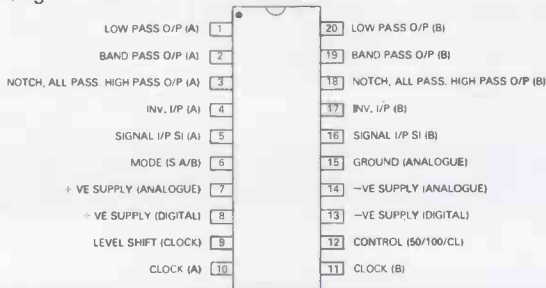 LOW PASS O/P (A) 1 20 LOW PASS O/P (B)
BAND PASS O/P (A) 2 19 BAND PASS O/P (B)
NOTCH, ALL PASS. HIGH PASS O/P (A) 3 18 NOTCH, ALL PASS. HIGH PASS O/P (B)
INV. I/P (A) 4 17 INV. I/P (B)
SIGNAL I/P SI (A) 5 16 SIGNAL I/P SI (B)
MODE (S A/B) 6 15 GROUND (ANALOGUE)
+ VE SUPPLY (ANALOGUE) 7 14 −VE SUPPLY (ANALOGUE)
+ VE SUPPLY (DIGITAL) 8 13 −VE SUPPLY (DIGITAL)
LEVEL SHIFT (CLOCK) 9 12 CONTROL (50/100/CL)
CLOCK (A) 10 11 CLOCK (B)